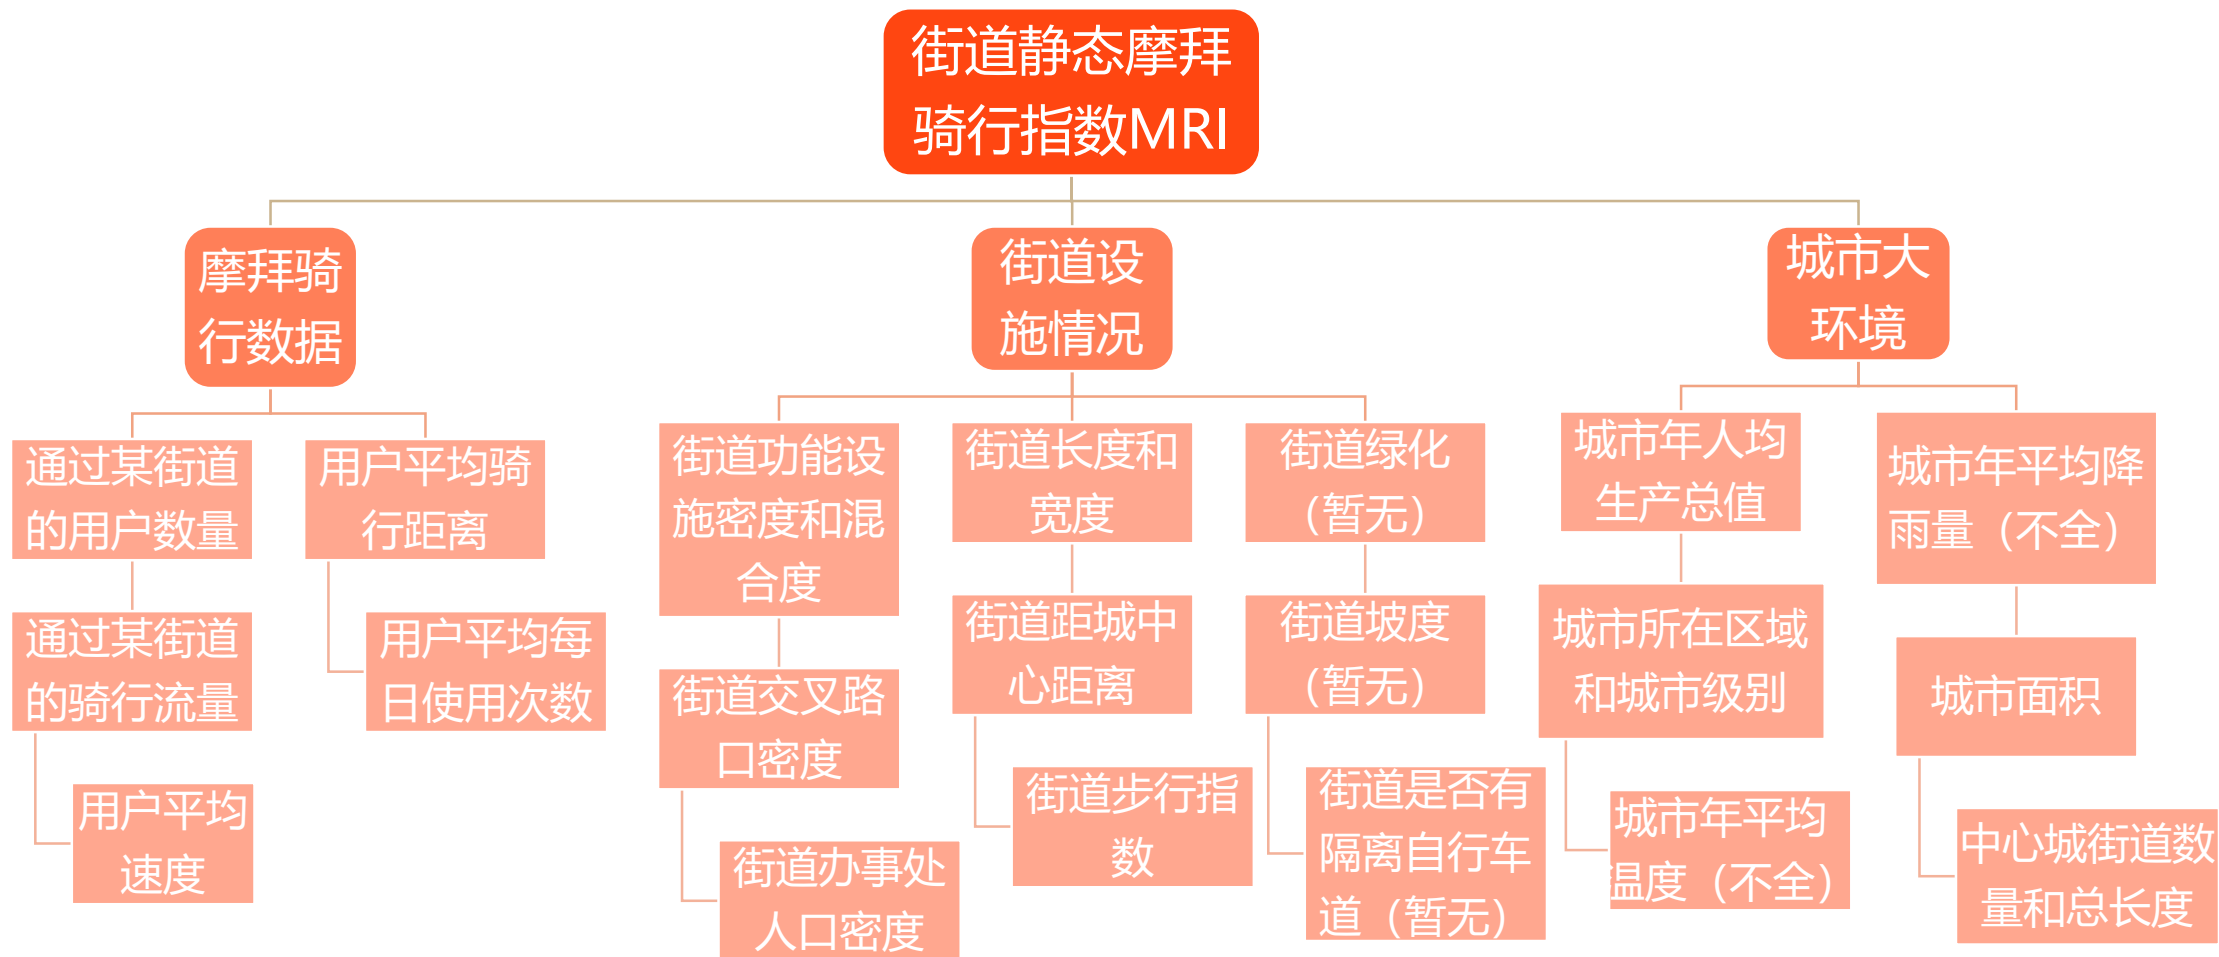 街道静态摩拜
骑行指数MRI
摩拜骑
行数据
街道设
施情况
城市大
环境
通过某街道
的用户数量
用户平均骑
行距离
通过某街道
的骑行流量
用户平均每
日使用次数
用户平均
速度
街道功能设
施密度和混
合度
街道长度和
宽度
街道绿化
（暂无）
街道交叉路
口密度
街道距城中
心距离
街道坡度
（暂无）
街道办事处
人口密度
街道步行指
数
街道是否有
隔离自行车
道（暂无）
城市年人均
生产总值
城市年平均降
雨量（不全）
城市所在区域
和城市级别
城市面积
城市年平均
温度（不全）
中心城街道数
量和总长度